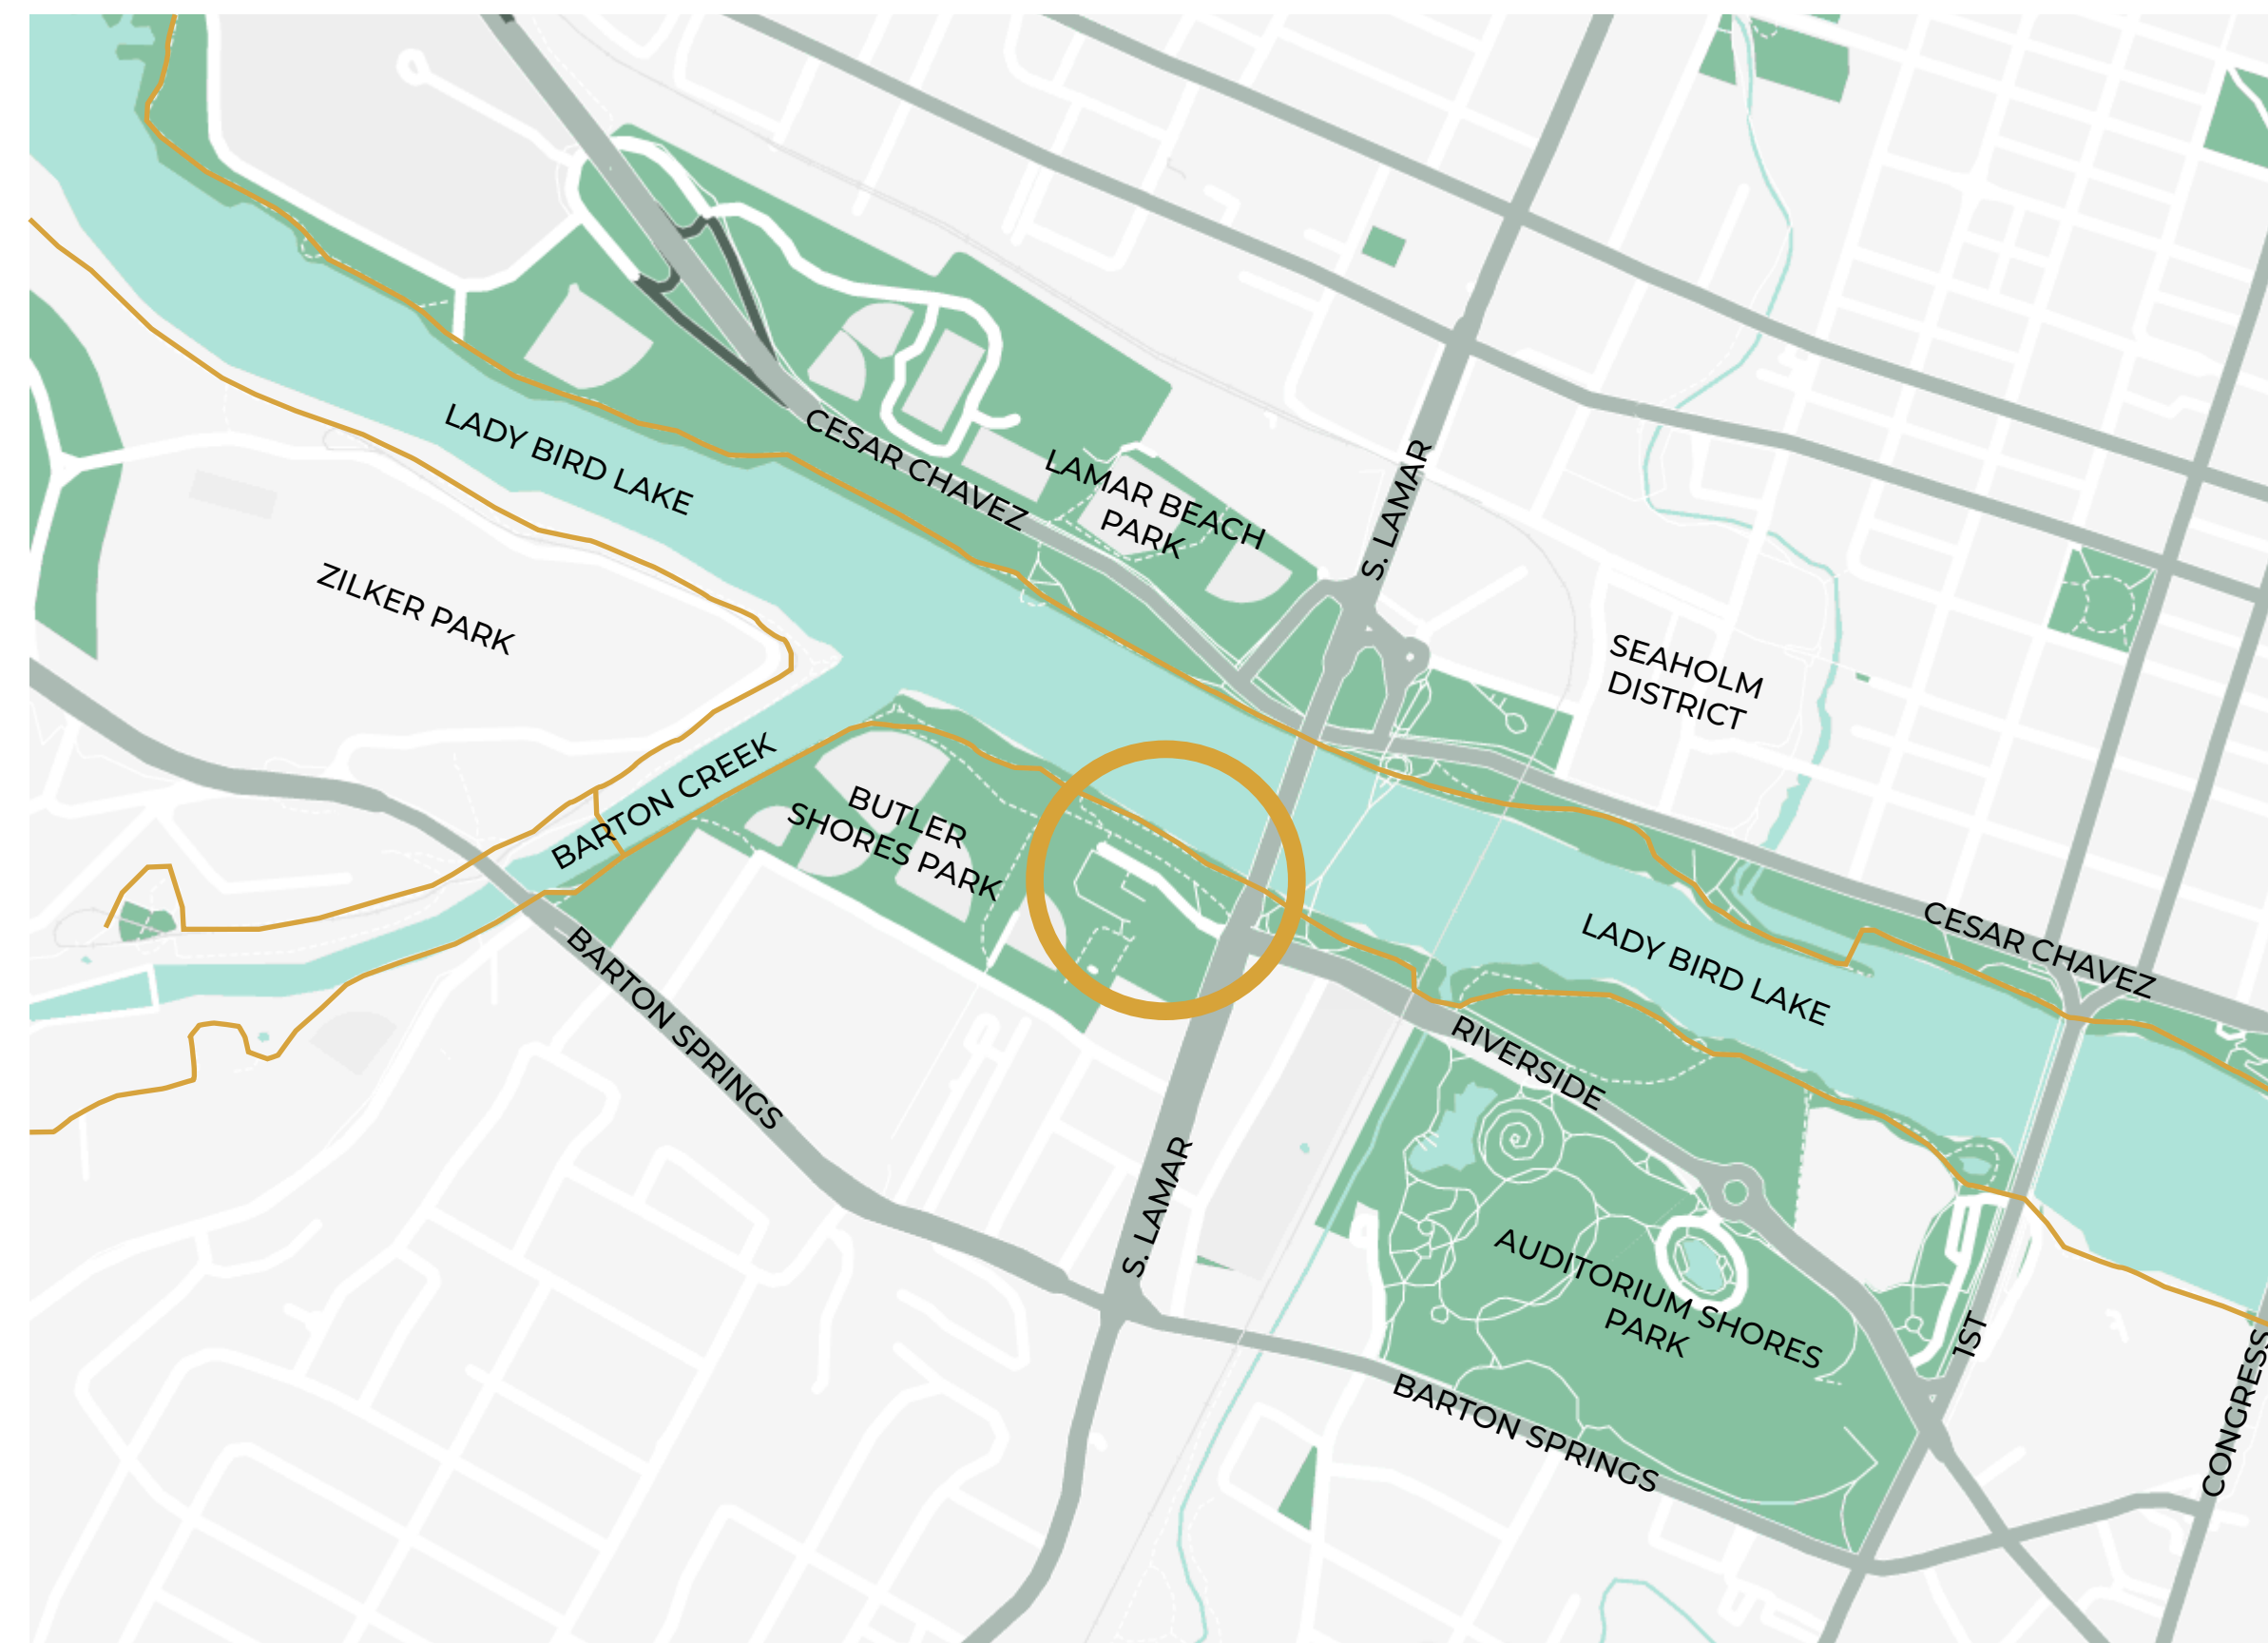 CESAR CHAVEZ
LADY BIRD LAKE
LAMAR BEACH
PARK
S. LAMAR
ZILKER PARK
SEAHOLM
DISTRICT
BARTON CREEK
BUTLER
SHORES PARK
LADY BIRD LAKE
CESAR CHAVEZ
BARTON SPRINGS
RIVERSIDE
S. LAMAR
AUDITORIUM SHORES
PARK
1ST
CONGRESS
BARTON SPRINGS